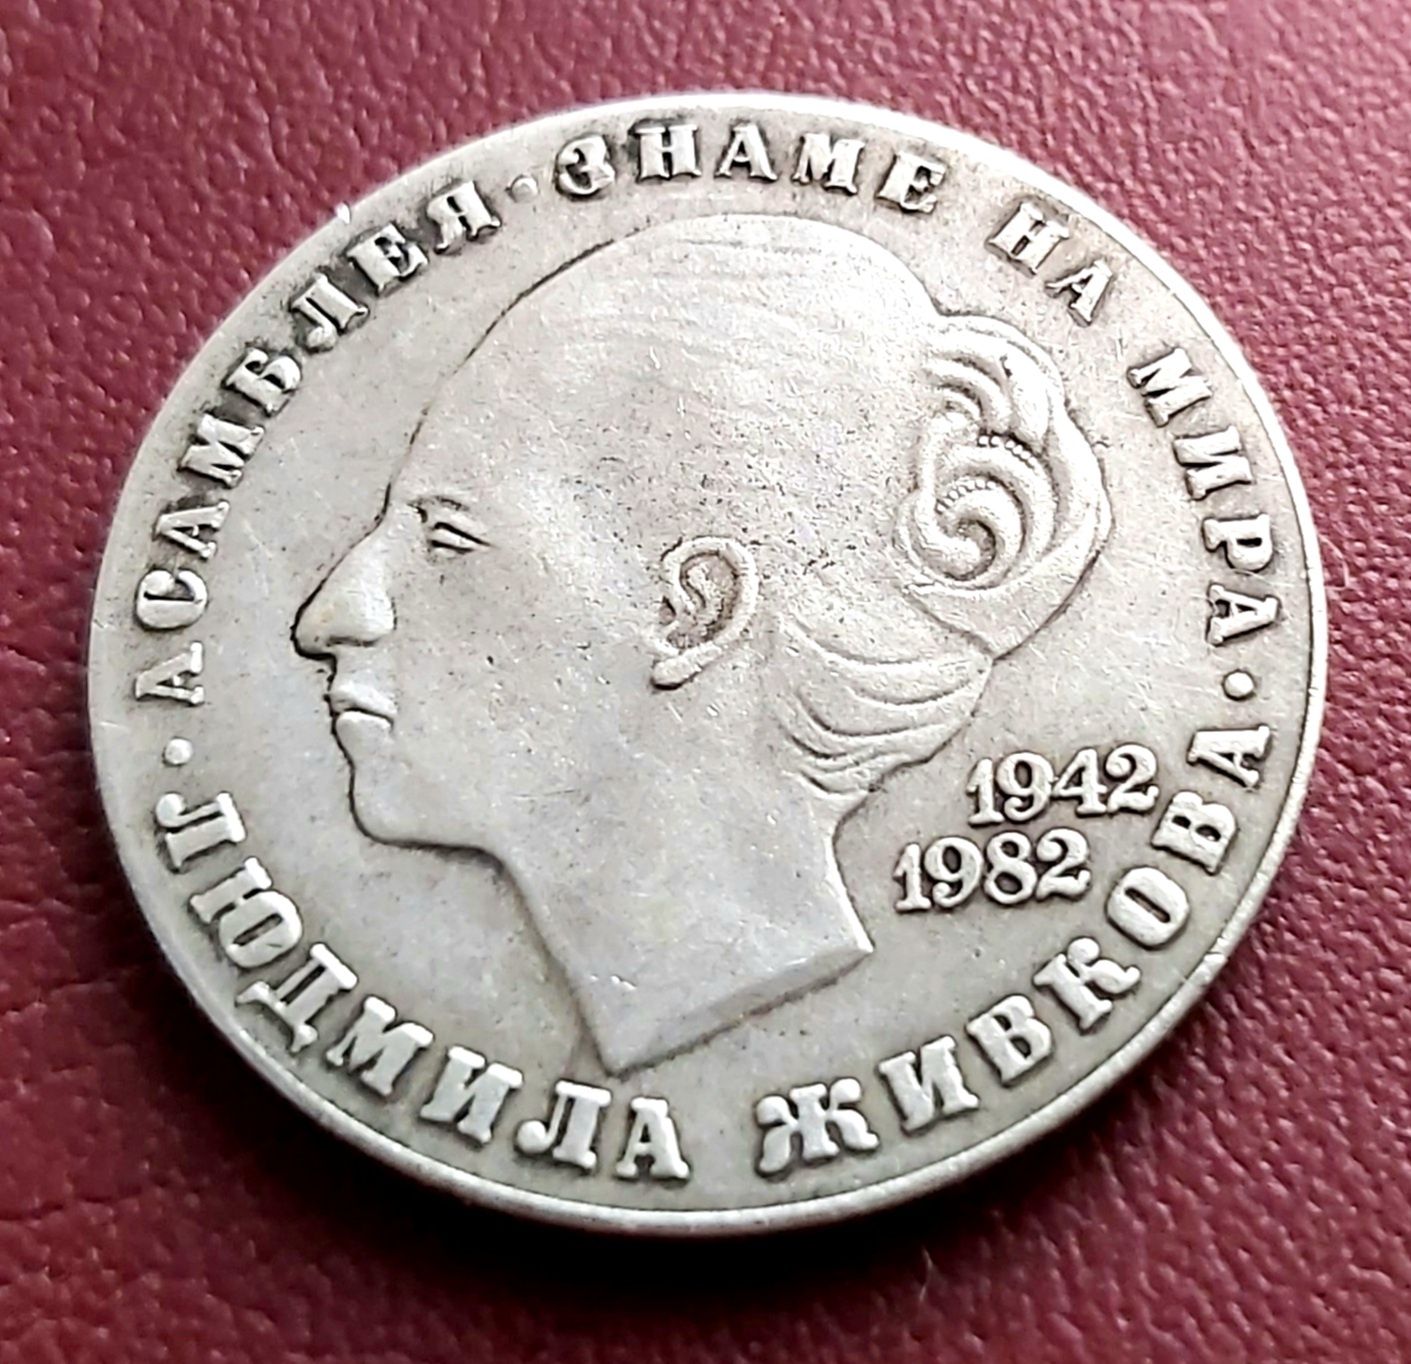 · АСАМБЛЕЯ · ЗНАМЕ НА МИРА ·
ЛЮДМИЛА ЖИВКОВА
1942
1982